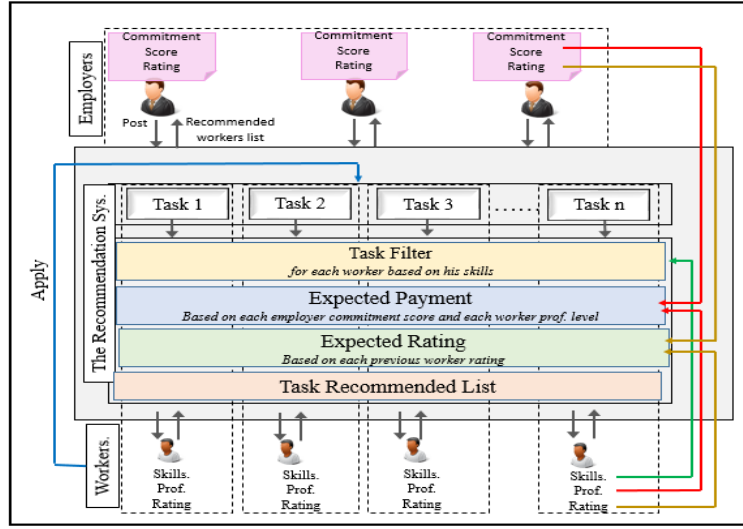 Commitment
Score
Rating
Commitment
Score
Rating
Commitment
Score
Rating
Employers
Post
Recommended
workers list
The Recommendation Sys.
Task 1
Task 2
Task 3
......
Task n
Task Filter
for each worker based on his skills
Expected Payment
Based on each employer commitment score and each worker prof. level
Expected Rating
Based on each previous worker rating
Task Recommended List
Apply
Workers.
Skills.
Prof.
Rating
Skills.
Prof.
Rating
Skills.
Prof.
Rating
Skills.
Prof.
Rating